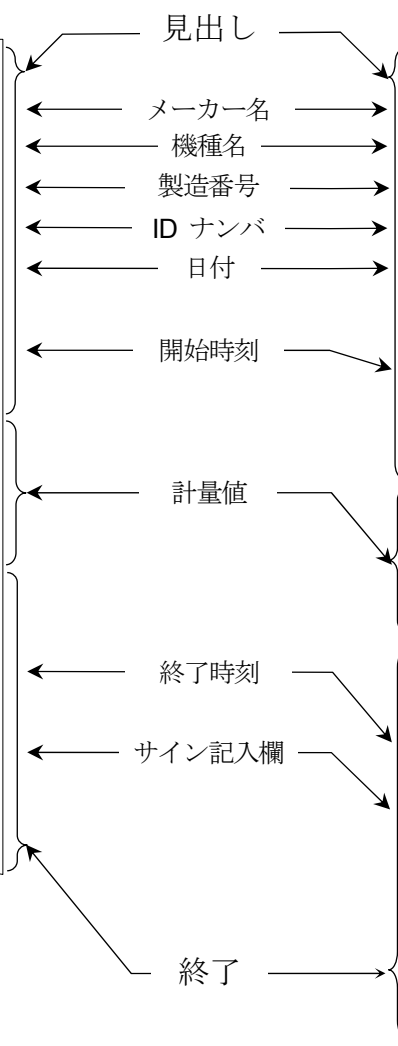 見出し
メーカー名
機種名
製造番号
ID ナンバ
日付
開始時刻
計量値
終了時刻
サイン記入欄
終了